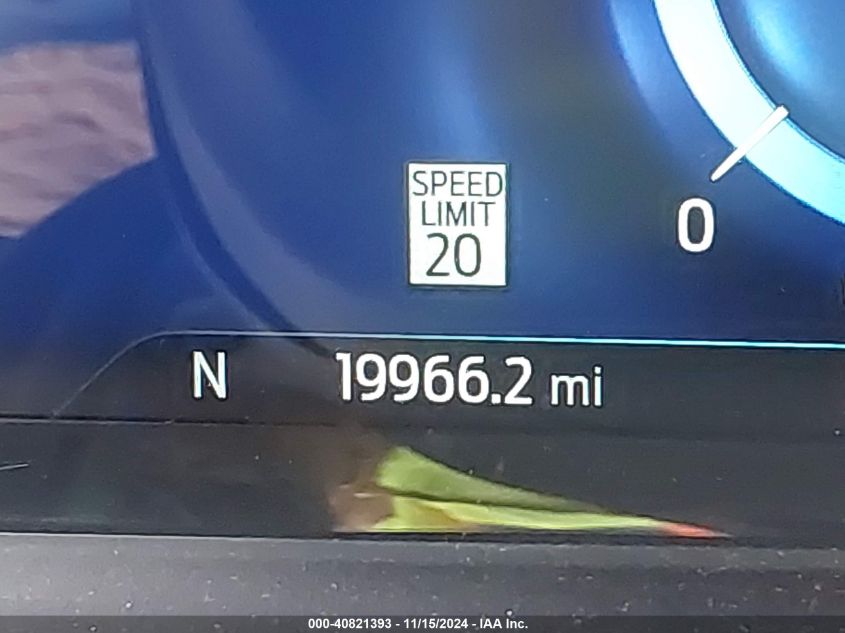 SPEED
LIMIT
20
0
N 19966.2 mi
000-40821393 - 11/15/2024 - IAA Inc.